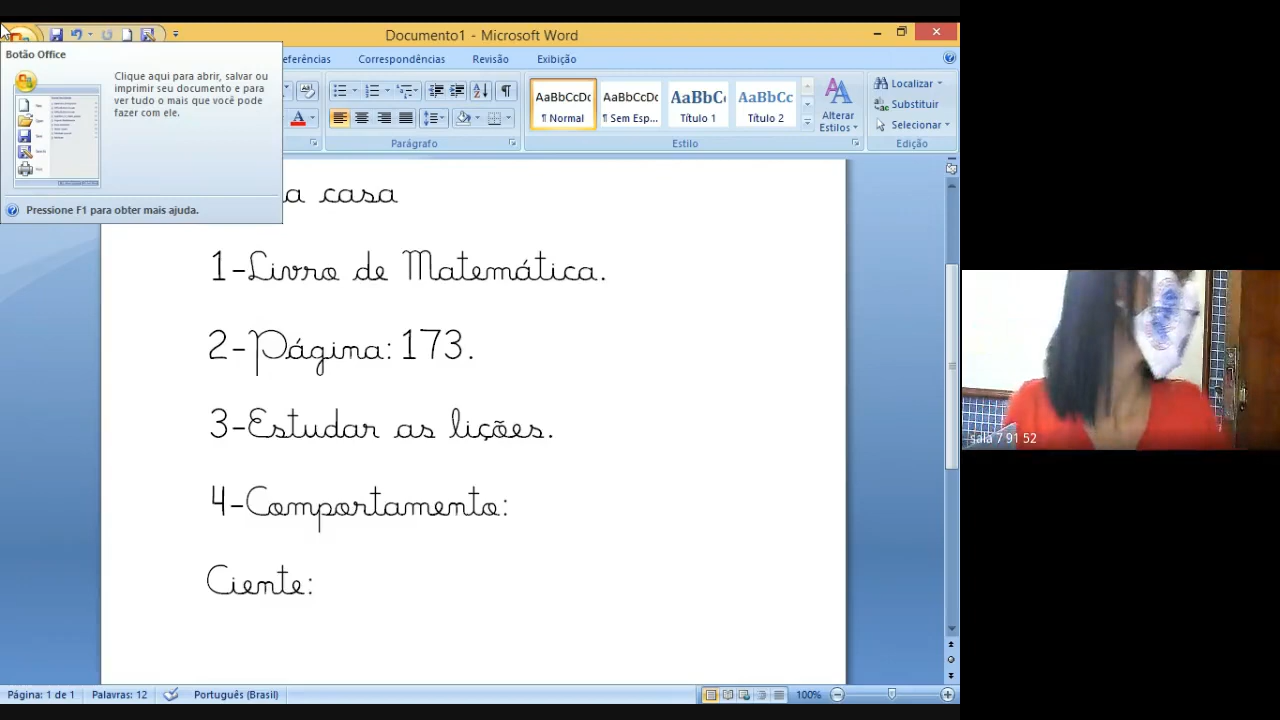 Documento1 - Microsoft Word
Botão Office
Clique aqui para abrir, salvar ou
imprimir seu documento e para
ver tudo o mais que você pode
fazer com ele.
Pressione F1 para obter mais ajuda.
erências Correspondências Revisão Exibição
AaBbCcDc AaBbCcDc AaBbC AaBbCc
¶ Normal ¶ Sem Esp... Título 1 Título 2
Alterar
Estilos
Localizar
Substituir
Selecionar
Parágrafo Estilo Edição
a casa
1-Livro de Matemática.
2-Página: 173.
3-Estudar as lições.
4-Comportamento:
Ciente:
sala 7 91 52
Página: 1 de 1 Palavras: 12 Português (Brasil) 100%